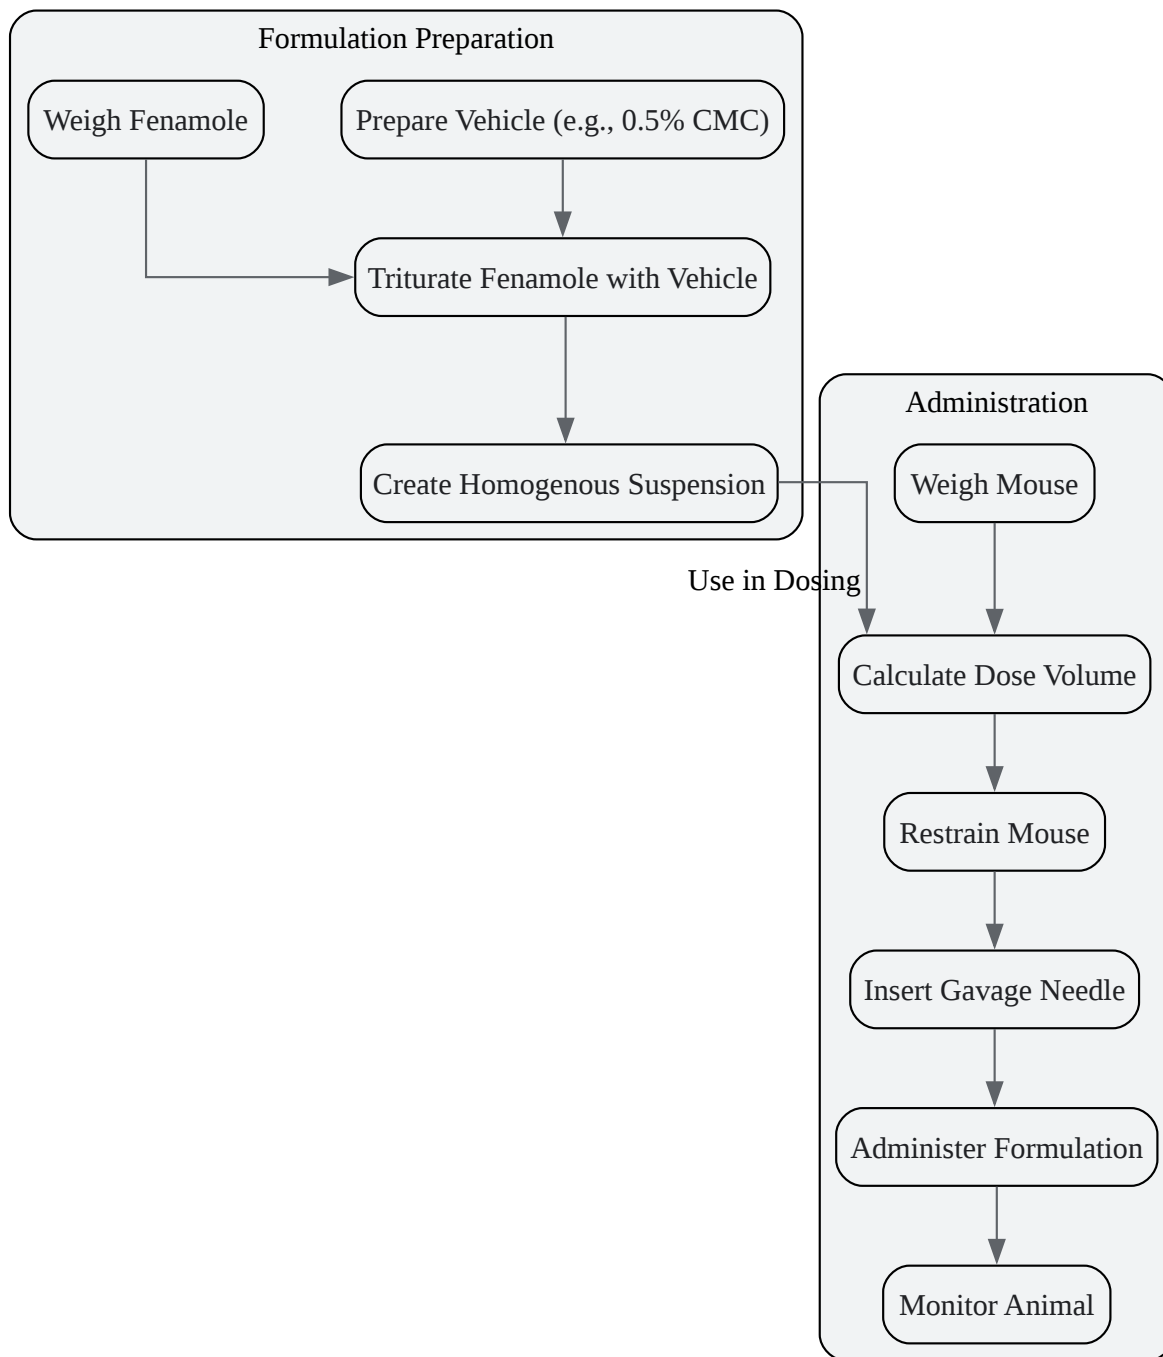 Formulation Preparation
Weigh Fenamole
Prepare Vehicle (e.g., 0.5% CMC)
Triturate Fenamole with Vehicle
Create Homogenous Suspension
Use in Dosing
Administration
Weigh Mouse
Calculate Dose Volume
Restrain Mouse
Insert Gavage Needle
Administer Formulation
Monitor Animal